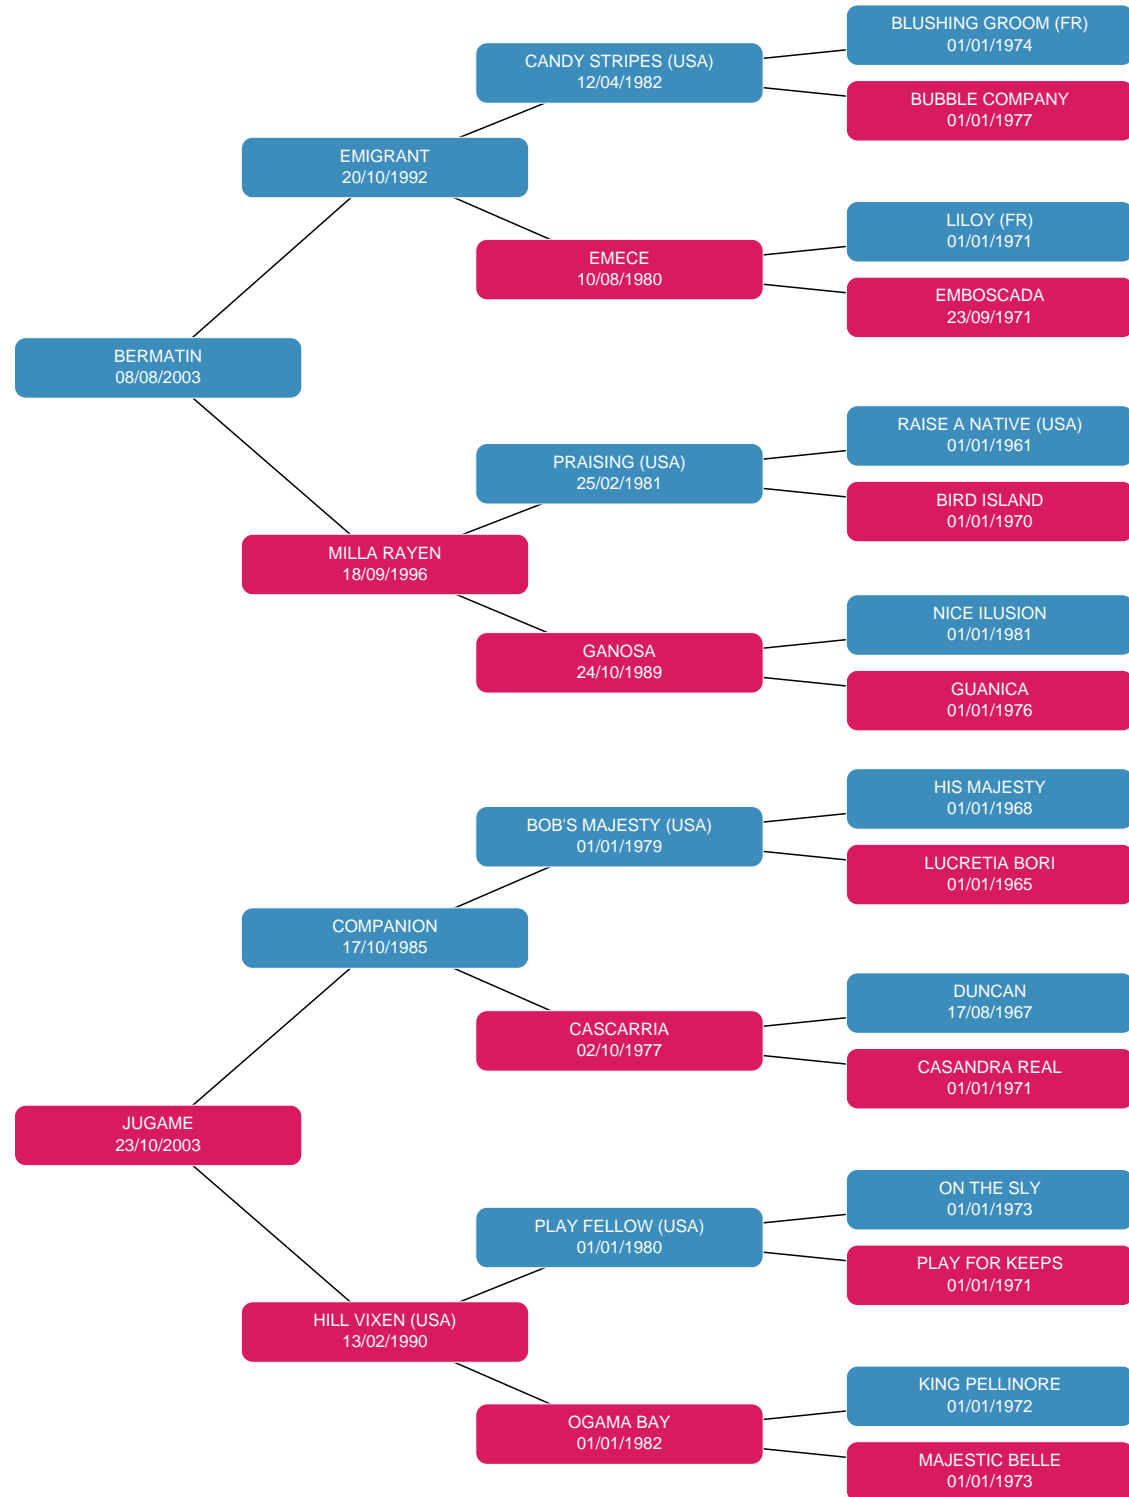 BLUSHING GROOM (FR)
01/01/1974
CANDY STRIPES (USA)
12/04/1982
BUBBLE COMPANY
01/01/1977
EMIGRANT
20/10/1992
LILOY (FR)
01/01/1971
EMECE
10/08/1980
EMBOSCADA
23/09/1971
BERMATIN
08/08/2003
RAISE A NATIVE (USA)
01/01/1961
PRAISING (USA)
25/02/1981
BIRD ISLAND
01/01/1970
MILLA RAYEN
18/09/1996
NICE ILUSION
01/01/1981
GANOSA
24/10/1989
GUANICA
01/01/1976
HIS MAJESTY
01/01/1968
BOB'S MAJESTY (USA)
01/01/1979
LUCRETIA BORI
01/01/1965
COMPANION
17/10/1985
DUNCAN
17/08/1967
CASCARRIA
02/10/1977
CASANDRA REAL
01/01/1971
JUGAME
23/10/2003
ON THE SLY
01/01/1973
PLAY FELLOW (USA)
01/01/1980
PLAY FOR KEEPS
01/01/1971
HILL VIXEN (USA)
13/02/1990
KING PELLINORE
01/01/1972
OGAMA BAY
01/01/1982
MAJESTIC BELLE
01/01/1973